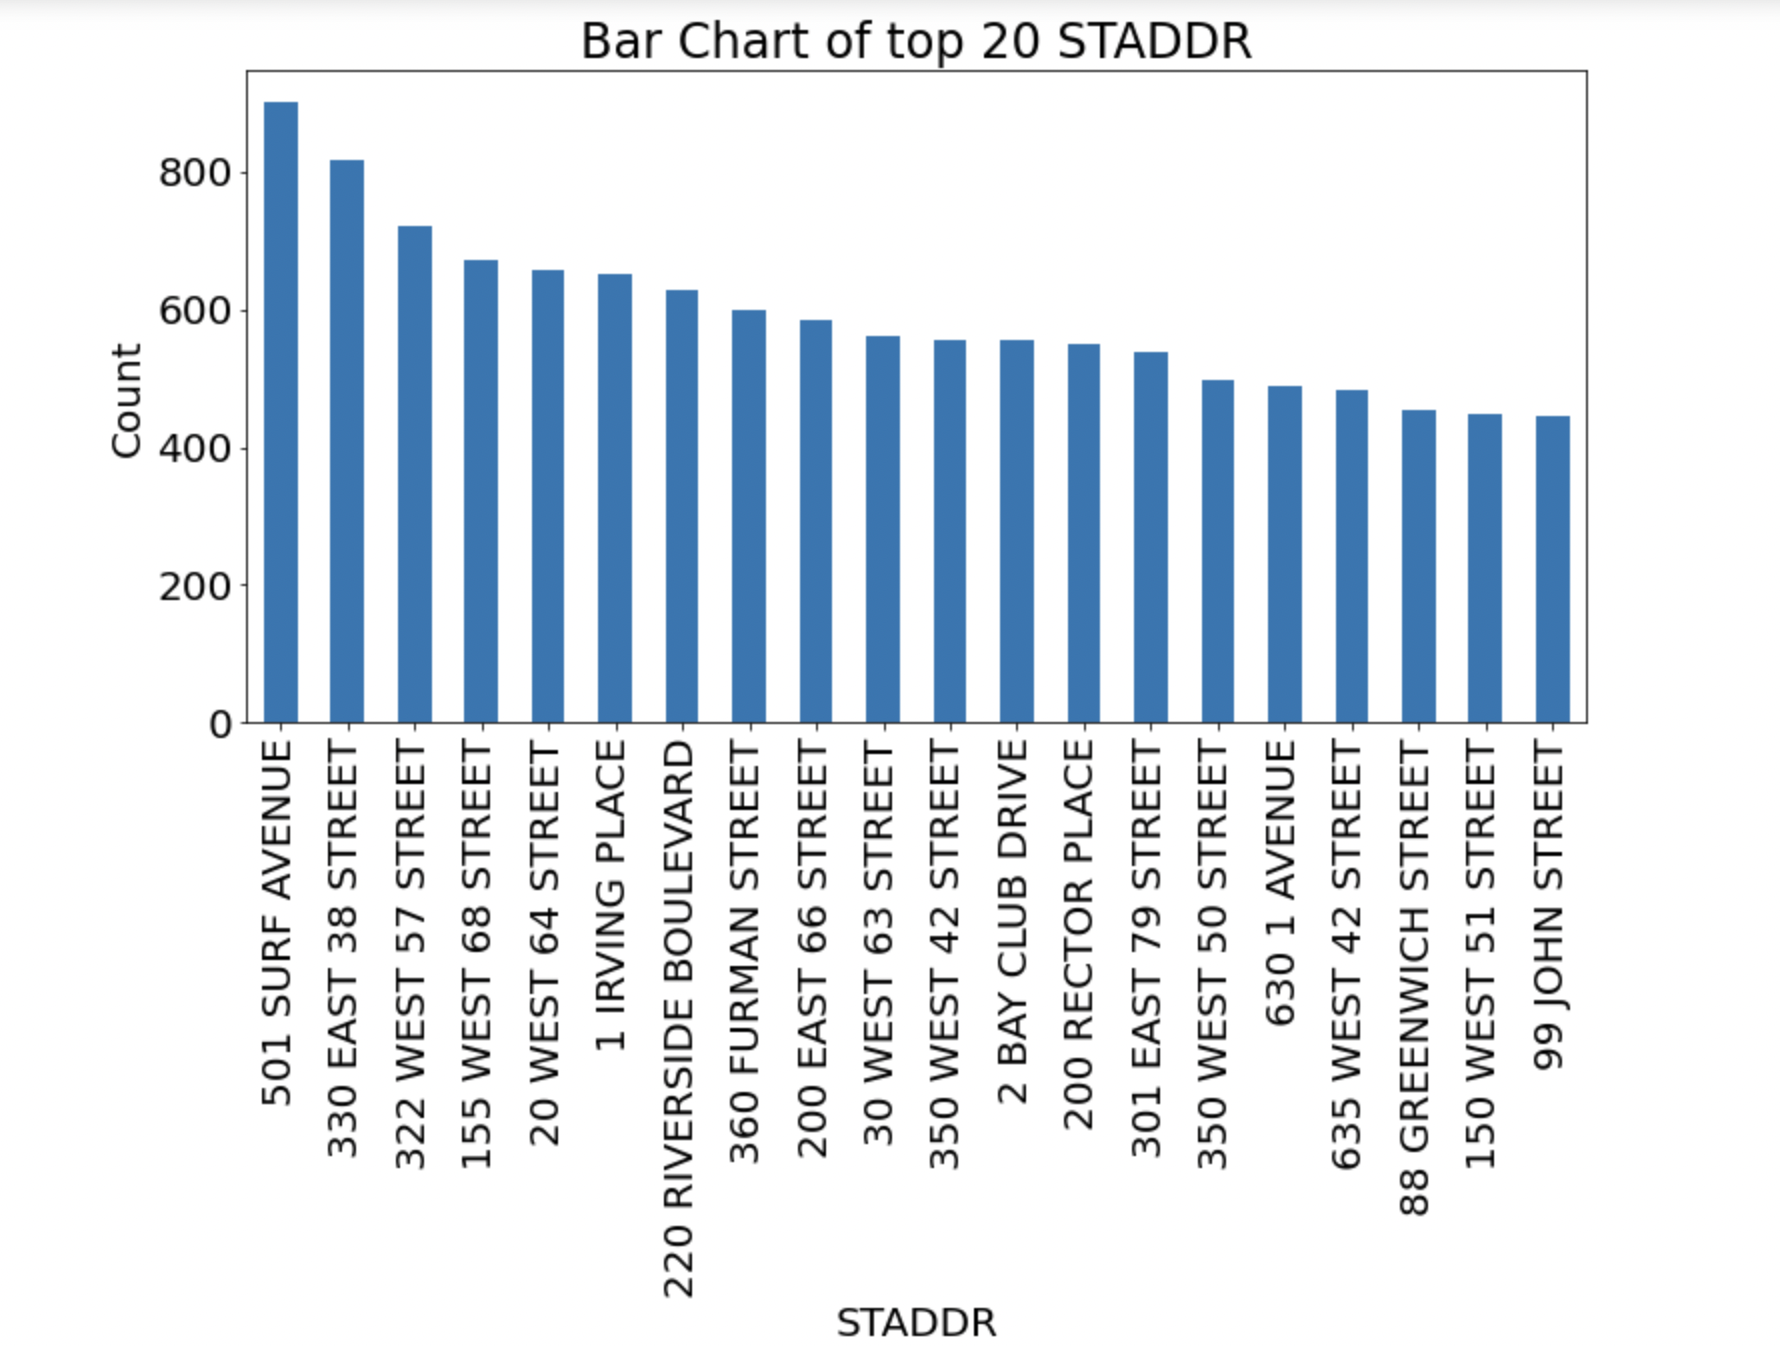 Bar Chart of top 20 STADDR
Count
800
600
400
200
0
501 SURF AVENUE
330 EAST 38 STREET
322 WEST 57 STREET
155 WEST 68 STREET
20 WEST 64 STREET
1 IRVING PLACE
220 RIVERSIDE BOULEVARD
360 FURMAN STREET
200 EAST 66 STREET
30 WEST 63 STREET
350 WEST 42 STREET
2 BAY CLUB DRIVE
200 RECTOR PLACE
301 EAST 79 STREET
350 WEST 50 STREET
630 1 AVENUE
635 WEST 42 STREET
88 GREENWICH STREET
150 WEST 51 STREET
99 JOHN STREET
STADDR